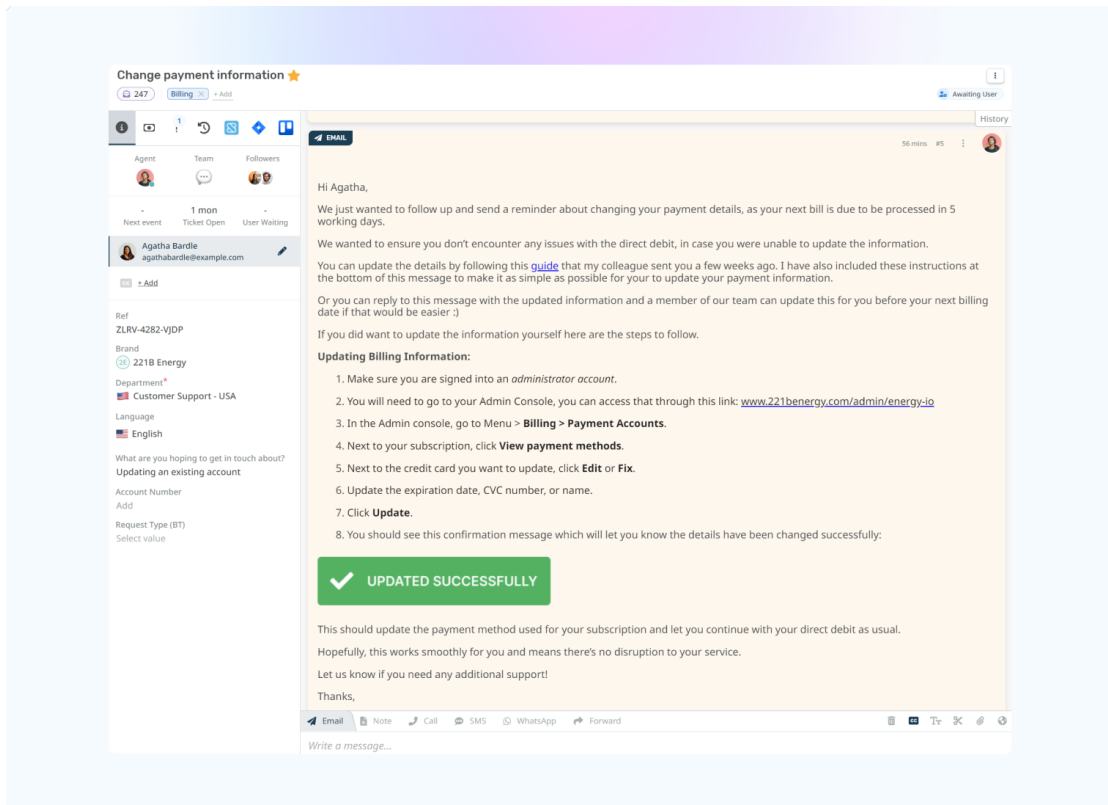 Change payment information
247 Billing × + Add
Awaiting User
History
1
EMAIL
56 mins #5
Agent Team Followers
- 1 mon -
Next event Ticket Open User Waiting
Agatha Bardle
agathabardle@example.com
CC + Add
Ref
ZLRV-4282-VJDP
Brand
2E 221B Energy
Department*
Customer Support - USA
Language
English
What are you hoping to get in touch about?
Updating an existing account
Account Number
Add
Request Type (BT)
Select value
Hi Agatha,
We just wanted to follow up and send a reminder about changing your payment details, as your next bill is due to be processed in 5
working days.
We wanted to ensure you don't encounter any issues with the direct debit, in case you were unable to update the information.
You can update the details by following this guide that my colleague sent you a few weeks ago. I have also included these instructions at
the bottom of this message to make it as simple as possible for your to update your payment information.
Or you can reply to this message with the updated information and a member of our team can update this for you before your next billing
date if that would be easier :)
If you did want to update the information yourself here are the steps to follow.
Updating Billing Information:
1. Make sure you are signed into an administrator account.
2. You will need to go to your Admin Console, you can access that through this link: www.221benergy.com/admin/energy-io
3. In the Admin console, go to Menu > Billing > Payment Accounts.
4. Next to your subscription, click View payment methods.
5. Next to the credit card you want to update, click Edit or Fix.
6. Update the expiration date, CVC number, or name.
7. Click Update.
8. You should see this confirmation message which will let you know the details have been changed successfully:
UPDATED SUCCESSFULLY
This should update the payment method used for your subscription and let you continue with your direct debit as usual.
Hopefully, this works smoothly for you and means there's no disruption to your service.
Let us know if you need any additional support!
Thanks,
Email Note Call SMS WhatsApp Forward
Write a message...